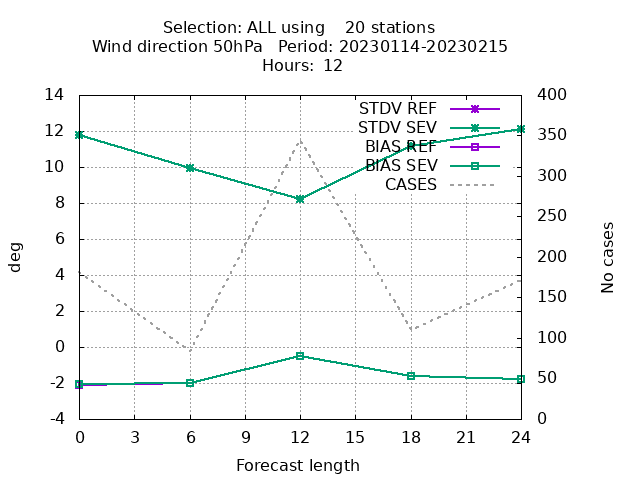 Selection: ALL using    20 stations
Wind direction 50hPa   Period: 20230114-20230215
Hours: 12
14
12
10
8
6
4
2
0
-2
-4
deg
400
350
300
250
200
150
100
50
0
No cases
STDV REF
STDV SEV
BIAS REF
BIAS SEV
CASES
0 3 6 9 12 15 18 21 24
Forecast length